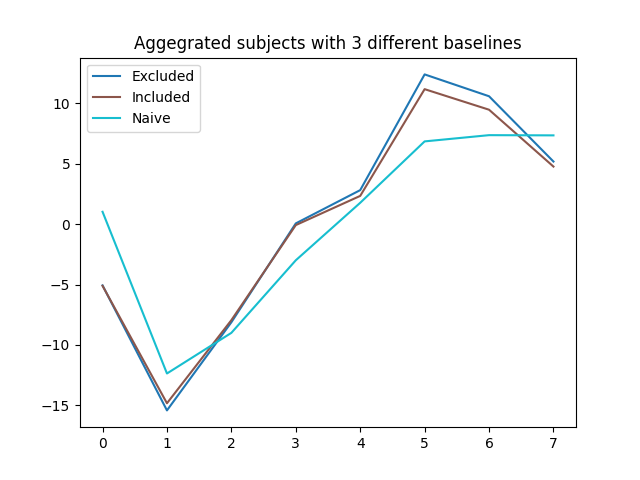 Aggegrated subjects with 3 different baselines
Excluded
Included
Naive
10
5
0
−5
−10
−15
0 1 2 3 4 5 6 7